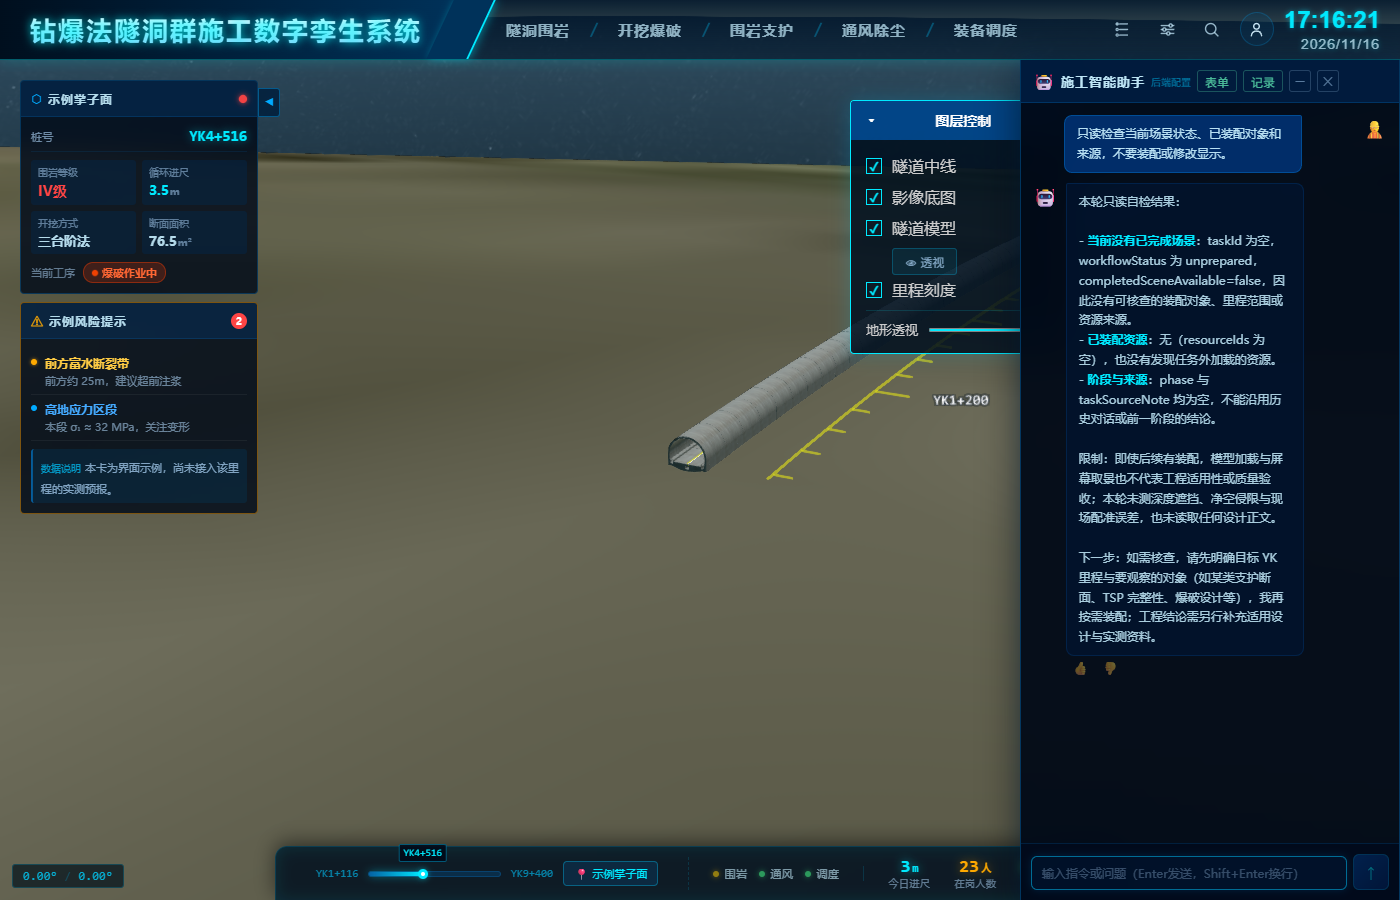 钻爆法隧洞群施工数字孪生系统
隧洞围岩 / 开挖爆破 / 围岩支护 / 通风除尘 / 装备调度
17:16:21
2026/11/16
示例掌子面
桩号 YK4+516
围岩等级 循环进尺
IV级 3.5m
开挖方式 断面面积
三台阶法 76.5m²
当前工序 爆破作业中
示例风险提示 2
前方富水断裂带
前方约 25m，建议超前注浆
高地应力区段
本段 σ₁ ≈ 32 MPa，关注变形
数据说明 本卡为界面示例，尚未接入该里
程的实测预报。
图层控制
隧道中线
影像底图
隧道模型
透视
里程刻度
地形透视
YK1+200
施工智能助手 后端配置 表单 记录
只读检查当前场景状态、已装配对象和
来源，不要装配或修改显示。
本轮只读自检结果：
- 当前没有已完成场景：taskId 为空，
workflowStatus 为 unprepared，
completedSceneAvailable=false，因
此没有可核查的装配对象、里程范围或
资源来源。
- 已装配资源：无（resourceIds 为
空），也没有发现任务外加载的资源。
- 阶段与来源：phase 与
taskSourceNote 均为空，不能沿用历
史对话或前一阶段的结论。
限制：即使后续有装配，模型加载与屏
幕取景也不代表工程适用性或质量验
收；本轮未测深度遮挡、净空侵限与现
场配准误差，也未读取任何设计正文。
下一步：如需核查，请先明确目标 YK
里程与要观察的对象（如某类支护断
面、TSP 完整性、爆破设计等），我再
按需装配；工程结论需另行补充适用设
计与实测资料。
输入指令或问题（Enter发送，Shift+Enter换行）
0.00° / 0.00°
YK4+516
YK1+116 YK9+400 示例掌子面
围岩 通风 调度
3m 23人
今日进尺 在岗人数